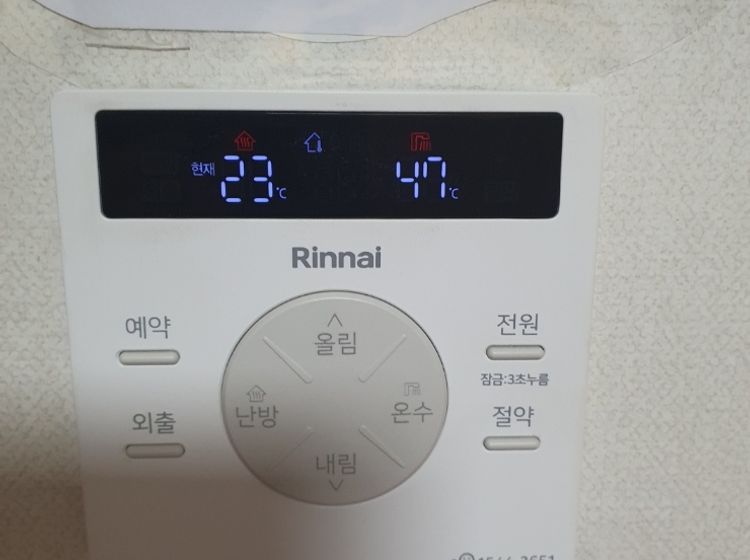 현재 23°C 47°C
Rinnai
예약
외출
올림
난방
온수
내림
전원
잠금:3초누름
절약